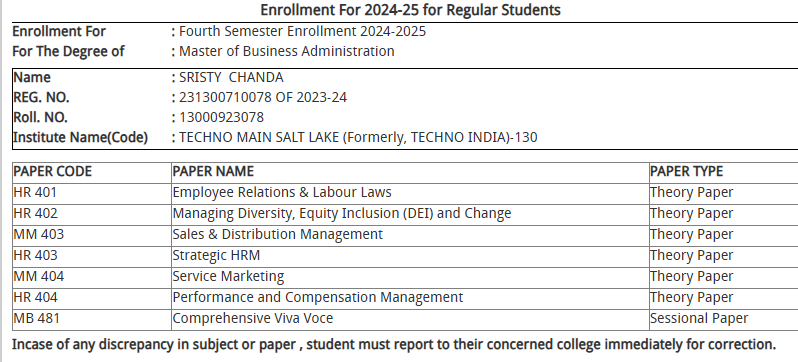 Enrollment For 2024-25 for Regular Students
Enrollment For : Fourth Semester Enrollment 2024-2025
For The Degree of : Master of Business Administration
Name : SRISTY CHANDA
REG. NO. : 231300710078 OF 2023-24
Roll. NO. : 13000923078
Institute Name(Code) : TECHNO MAIN SALT LAKE (Formerly, TECHNO INDIA)-130
PAPER CODE PAPER NAME PAPER TYPE
HR 401 Employee Relations & Labour Laws Theory Paper
HR 402 Managing Diversity, Equity Inclusion (DEI) and Change Theory Paper
MM 403 Sales & Distribution Management Theory Paper
HR 403 Strategic HRM Theory Paper
MM 404 Service Marketing Theory Paper
HR 404 Performance and Compensation Management Theory Paper
MB 481 Comprehensive Viva Voce Sessional Paper
Incase of any discrepancy in subject or paper , student must report to their concerned college immediately for correction.